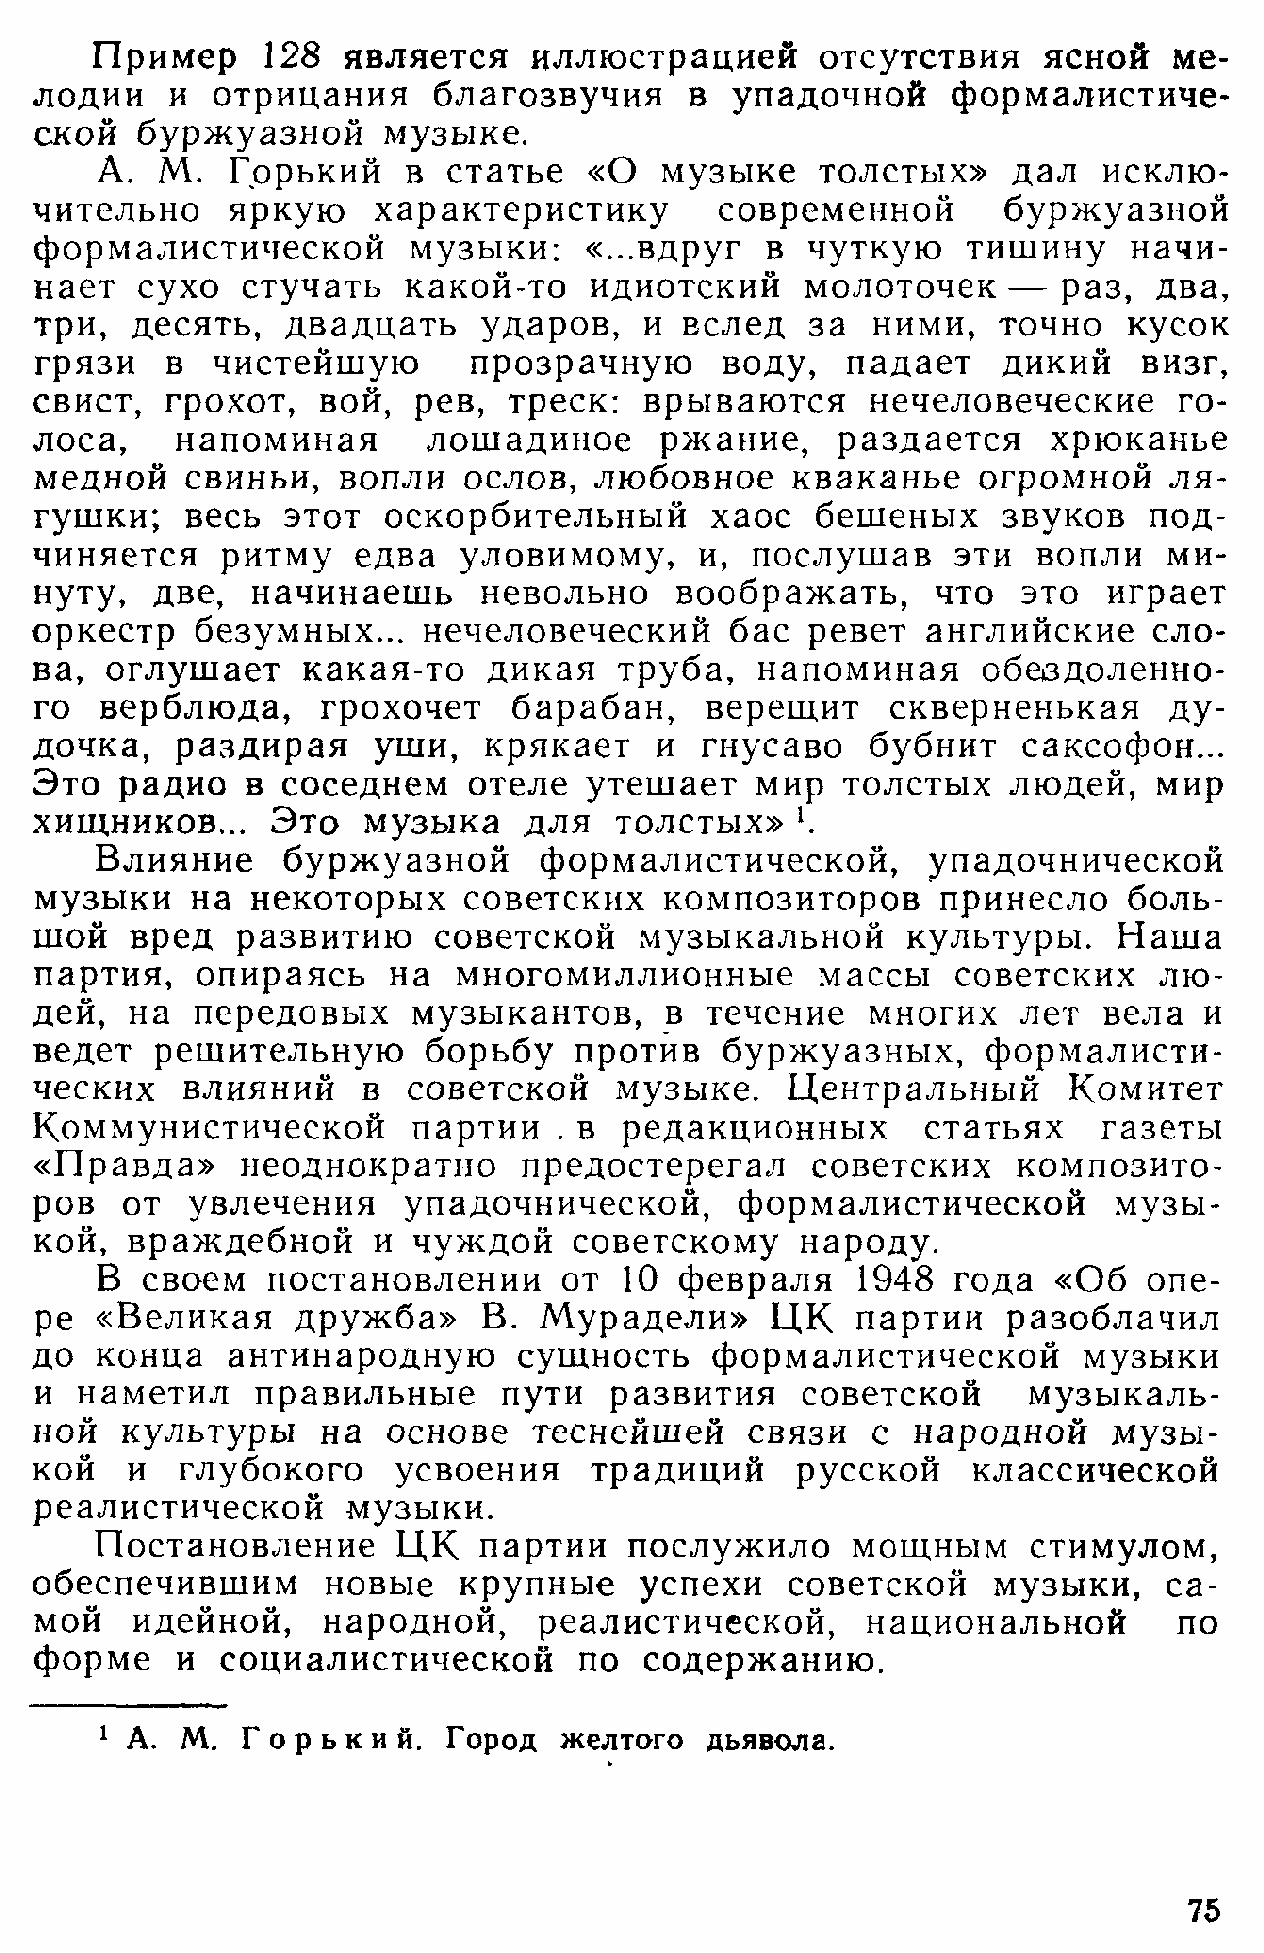 Пример 128 является иллюстрацией отсутствия ясной ме-
лодии и отрицания благозвучия в упадочной формалистиче-
ской буржуазной музыке.
А. М. Горький в статье «О музыке толстых» дал исклю-
чительно яркую характеристику современной буржуазной
формалистической музыки: «...вдруг в чуткую тишину начи-
нает сухо стучать какой-то идиотский молоточек — раз, два,
три, десять, двадцать ударов, и вслед за ними, точно кусок
грязи в чистейшую прозрачную воду, падает дикий визг,
свист, грохот, вой, рев, треск: врываются нечеловеческие го-
лоса, напоминая лошадиное ржание, раздается хрюканье
медной свиньи, вопли ослов, любовное кваканье огромной ля-
гушки; весь этот оскорбительный хаос бешеных звуков под-
чиняется ритму едва уловимому, и, послушав эти вопли ми-
нуту, две, начинаешь невольно воображать, что это играет
оркестр безумных... нечеловеческий бас ревет английские сло-
ва, оглушает какая-то дикая труба, напоминая обездоленно-
го верблюда, грохочет барабан, верещит скверненькая ду-
дочка, раздирая уши, крякает и гнусаво бубнит саксофон...
Это радио в соседнем отеле утешает мир толстых людей, мир
хищников... Это музыка для толстых» ¹.
Влияние буржуазной формалистической, упадочнической
музыки на некоторых советских композиторов принесло боль-
шой вред развитию советской музыкальной культуры. Наша
партия, опираясь на многомиллионные массы советских лю-
дей, на передовых музыкантов, в течение многих лет вела и
ведет решительную борьбу против буржуазных, формалисти-
ческих влияний в советской музыке. Центральный Комитет
Коммунистической партии в редакционных статьях газеты
«Правда» неоднократно предостерегал советских композито-
ров от увлечения упадочнической, формалистической музы-
кой, враждебной и чуждой советскому народу.
В своем постановлении от 10 февраля 1948 года «Об опе-
ре «Великая дружба» В. Мурадели» ЦК партии разоблачил
до конца антинародную сущность формалистической музыки
и наметил правильные пути развития советской музыкаль-
ной культуры на основе теснейшей связи с народной музы-
кой и глубокого усвоения традиций русской классической
реалистической музыки.
Постановление ЦК партии послужило мощным стимулом,
обеспечившим новые крупные успехи советской музыки, са-
мой идейной, народной, реалистической, национальной по
форме и социалистической по содержанию.
¹ А. М. Горький. Город желтого дьявола.
75